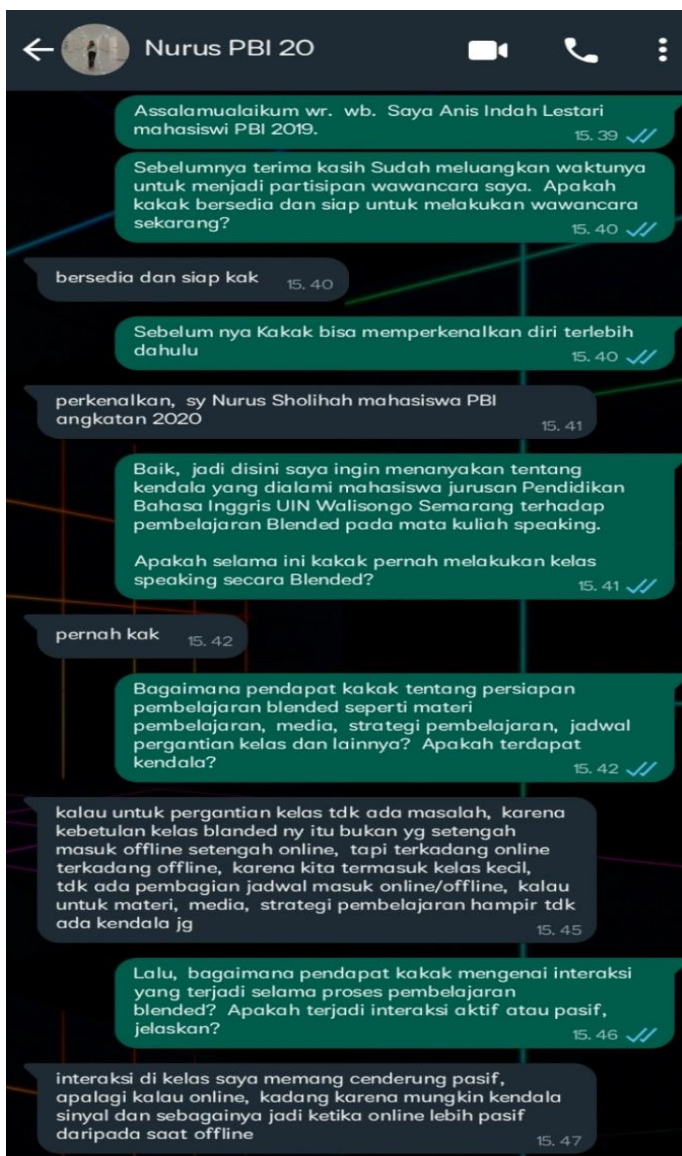 Nurus PBI 20
Assalamualaikum wr. wb. Saya Anis Indah Lestari
mahasiswi PBI 2019.
15.39
Sebelumnya terima kasih Sudah meluangkan waktunya
untuk menjadi partisipan wawancara saya. Apakah
kakak bersedia dan siap untuk melakukan wawancara
sekarang?
15.40
bersedia dan siap kak
15.40
Sebelum nya Kakak bisa memperkenalkan diri terlebih
dahulu
15.40
perkenalkan, sy Nurus Sholihah mahasiswa PBI
angkatan 2020
15.41
Baik, jadi disini saya ingin menanyakan tentang
kendala yang dialami mahasiswa jurusan Pendidikan
Bahasa Inggris UIN Walisongo Semarang terhadap
pembelajaran Blended pada mata kuliah speaking.
Apakah selama ini kakak pernah melakukan kelas
speaking secara Blended?
15.41
pernah kak
15.42
Bagaimana pendapat kakak tentang persiapan
pembelajaran blended seperti materi
pembelajaran, media, strategi pembelajaran, jadwal
pergantian kelas dan lainnya? Apakah terdapat
kendala?
15.42
kalau untuk pergantian kelas tdk ada masalah, karena
kebetulan kelas blanded ny itu bukan yg setengah
masuk offline setengah online, tapi terkadang online
terkadang offline, karena kita termasuk kelas kecil,
tdk ada pembagian jadwal masuk online/offline, kalau
untuk materi, media, strategi pembelajaran hampir tdk
ada kendala jg
15.45
Lalu, bagaimana pendapat kakak mengenai interaksi
yang terjadi selama proses pembelajaran
blended? Apakah terjadi interaksi aktif atau pasif,
jelaskan?
15.46
interaksi di kelas saya memang cenderung pasif,
apalagi kalau online, kadang karena mungkin kendala
sinyal dan sebagainya jadi ketika online lebih pasif
daripada saat offline
15.47